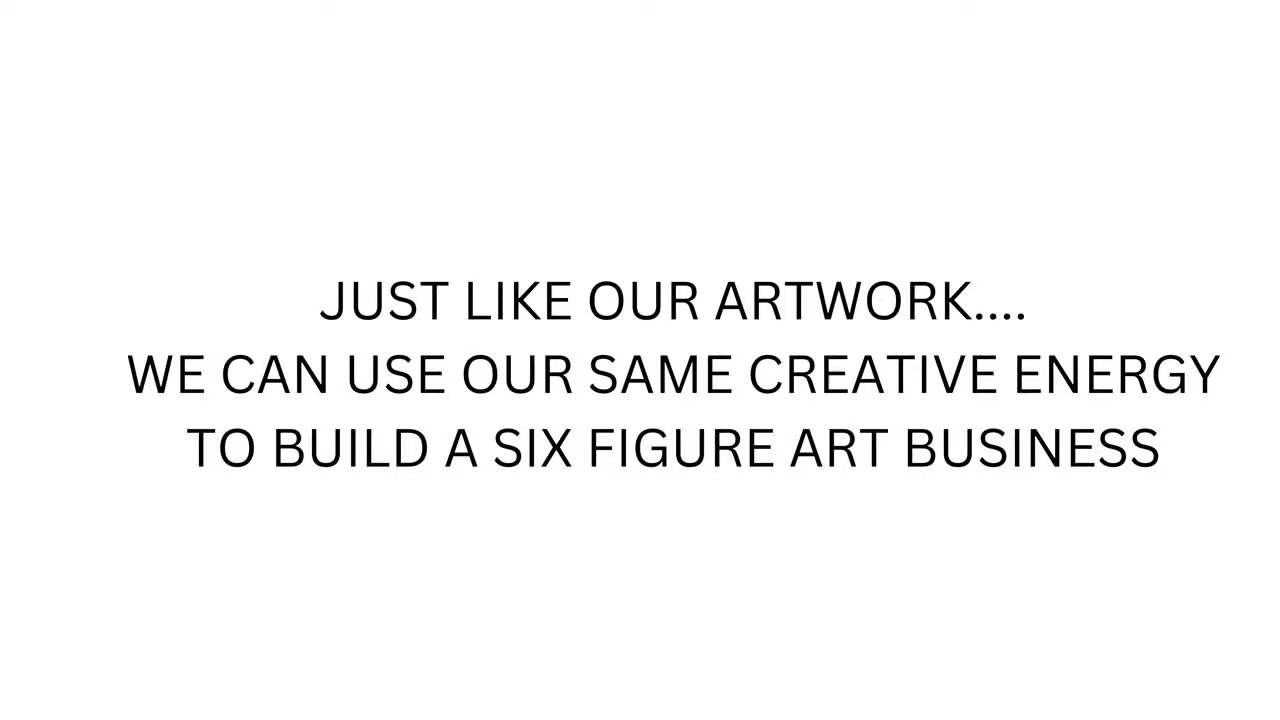 JUST LIKE OUR ARTWORK....
WE CAN USE OUR SAME CREATIVE ENERGY
TO BUILD A SIX FIGURE ART BUSINESS